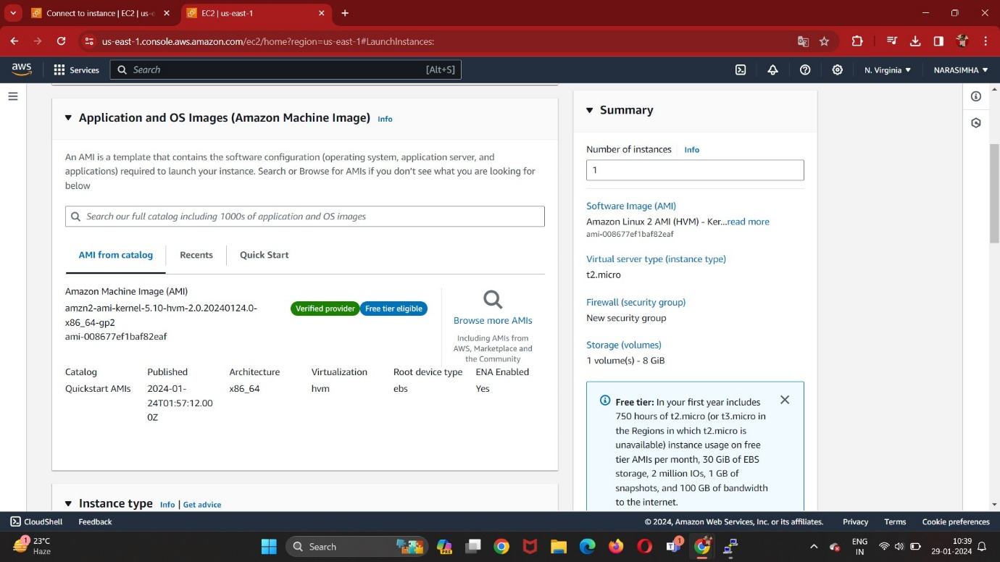 Connect to instance | EC2 | us-e
EC2 | us-east-1
us-east-1.console.aws.amazon.com/ec2/home?region=us-east-1#LaunchInstances:
aws
Services
Search
[Alt+S]
N. Virginia
NARASIMHA
Application and OS Images (Amazon Machine Image) Info
An AMI is a template that contains the software configuration (operating system, application server, and
applications) required to launch your instance. Search or Browse for AMIs if you don't see what you are looking for
below
Search our full catalog including 1000s of application and OS images
AMI from catalog
Recents
Quick Start
Amazon Machine Image (AMI)
amzn2-ami-kernel-5.10-hvm-2.0.20240124.0-
x86_64-gp2
ami-008677ef1baf82eaf
Verified provider
Free tier eligible
Browse more AMIs
Including AMIs from
AWS, Marketplace and
the Community
Catalog
Quickstart AMIs
Published
2024-01-
24T01:57:12.00
0Z
Architecture
x86_64
Virtualization
hvm
Root device type
ebs
ENA Enabled
Yes
Instance type Info | Get advice
Summary
Number of instances Info
1
Software Image (AMI)
Amazon Linux 2 AMI (HVM) - Ker...read more
ami-008677ef1baf82eaf
Virtual server type (instance type)
t2.micro
Firewall (security group)
New security group
Storage (volumes)
1 volume(s) - 8 GiB
Free tier: In your first year includes
750 hours of t2.micro (or t3.micro in
the Regions in which t2.micro is
unavailable) instance usage on free
tier AMIs per month, 30 GiB of EBS
storage, 2 million IOs, 1 GB of
snapshots, and 100 GB of bandwidth
to the internet.
CloudShell
Feedback
© 2024, Amazon Web Services, Inc. or its affiliates.
Privacy
Terms
Cookie preferences
1
23°C
Haze
Search
PRE
1
ENG
IN
10:39
29-01-2024